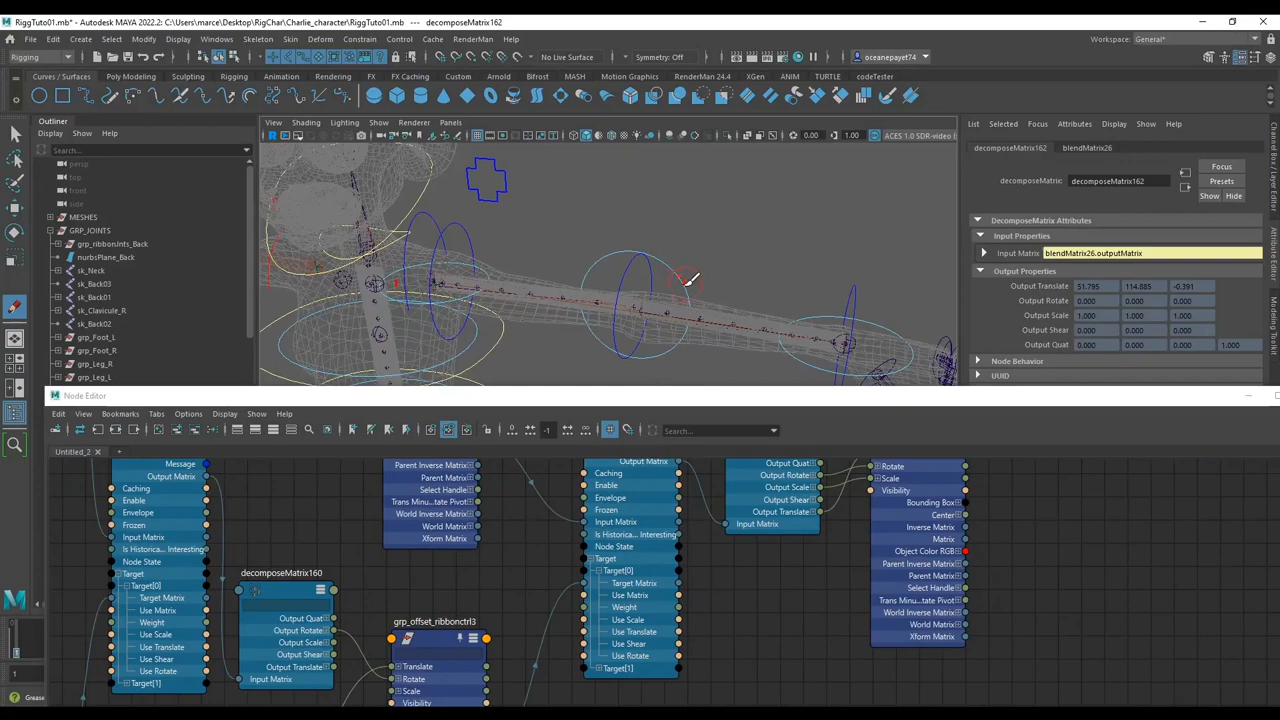 RiggTuto01.mb* - Autodesk MAYA 2022.2: C:\Users\marce\Desktop\RigChar\Charlie_character\RiggTuto01.mb --- decomposeMatrix162
File Edit Create Select Modify Display Windows Skeleton Skin Deform Constrain Control Cache RenderMan Help
Workspace: General*
Rigging
No Live Surface
Symmetry: Off
oceanepayet74
Curves / Surfaces Poly Modeling Sculpting Rigging Animation Rendering FX FX Caching Custom Arnold Bifrost MASH Motion Graphics RenderMan 24.4 XGen ANIM TURTLE codeTester
Outliner
Display Show Help
Search...
persp
top
front
side
MESHES
GRP_JOINTS
grp_ribbonJnts_Back
nurbsPlane_Back
sk_Neck
sk_Back03
sk_Back01
sk_Clavicule_R
sk_Back02
grp_Foot_L
grp_Foot_R
grp_Leg_R
grp_Leg_L
View Shading Lighting Show Renderer Panels
0.00
1.00
ACES 1.0 SDR-video
List Selected Focus Attributes Display Show Help
decomposeMatrix162 blendMatrix26
decomposeMatrix: decomposeMatrix162
Focus
Presets
Show Hide
DecomposeMatrix Attributes
Input Properties
Input Matrix blendMatrix26.outputMatrix
Output Properties
Output Translate 51.795 114.885 -0.391
Output Rotate 0.000 0.000 0.000
Output Scale 1.000 1.000 1.000
Output Shear 0.000 0.000 0.000
Output Quat 0.000 0.000 0.000 1.000
Node Behavior
UUID
Channel Box / Layer Editor
Attribute Editor
Modeling Toolkit
Node Editor
Edit View Bookmarks Tabs Options Display Show Help
-1
Search...
Untitled_2
+
Message
Output Matrix
Caching
Enable
Envelope
Frozen
Input Matrix
Is Historica... Interesting
Node State
Target
Target[0]
Target Matrix
Use Matrix
Weight
Use Scale
Use Translate
Use Shear
Use Rotate
Target[1]
decomposeMatrix160
Output Quat
Output Rotate
Output Scale
Output Shear
Output Translate
Input Matrix
Parent Inverse Matrix
Parent Matrix
Select Handle
Trans Minu...tate Pivot
World Inverse Matrix
World Matrix
Xform Matrix
grp_offset_ribbonctrl3
Translate
Rotate
Scale
Visibility
Output Matrix
Caching
Enable
Envelope
Frozen
Input Matrix
Is Historica... Interesting
Node State
Target
Target[0]
Target Matrix
Use Matrix
Weight
Use Scale
Use Translate
Use Shear
Use Rotate
Target[1]
Output Quat
Output Rotate
Output Scale
Output Shear
Output Translate
Input Matrix
Rotate
Scale
Visibility
Bounding Box
Center
Inverse Matrix
Matrix
Object Color RGB
Parent Inverse Matrix
Parent Matrix
Select Handle
Trans Minu...tate Pivot
World Inverse Matrix
World Matrix
Xform Matrix
1
Grease